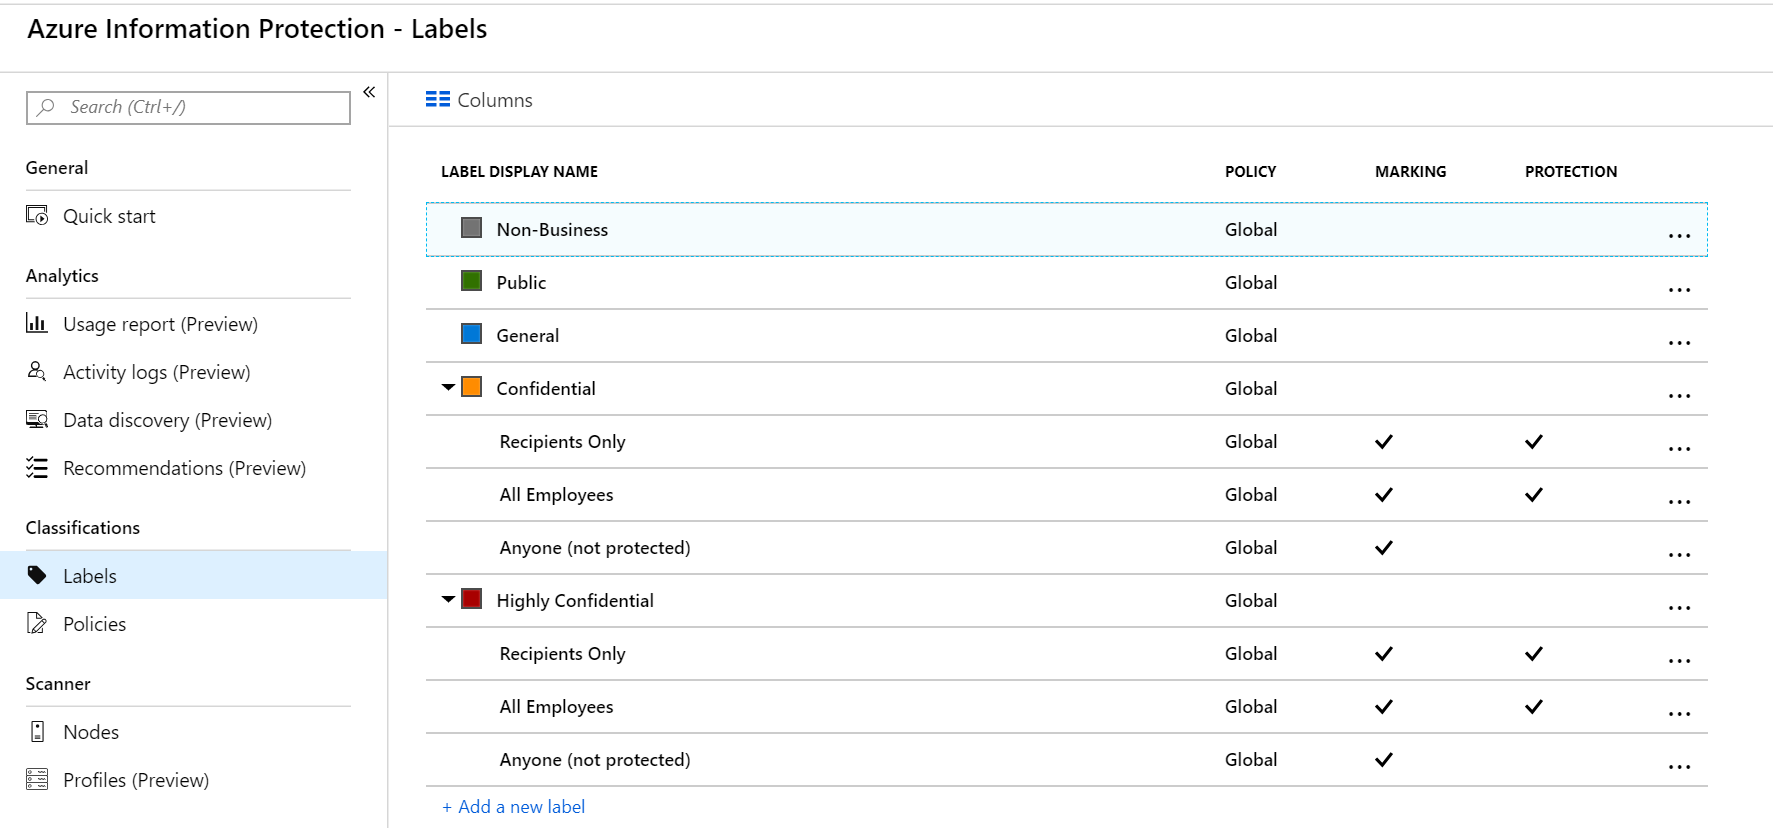 Azure Information Protection - Labels
Search (Ctrl+/)
«
General
Quick start
Analytics
Usage report (Preview)
Activity logs (Preview)
Data discovery (Preview)
Recommendations (Preview)
Classifications
Labels
Policies
Scanner
Nodes
Profiles (Preview)
Columns
LABEL DISPLAY NAME POLICY MARKING PROTECTION
Non-Business Global ...
Public Global ...
General Global ...
Confidential Global ...
Recipients Only Global ✓ ✓ ...
All Employees Global ✓ ✓ ...
Anyone (not protected) Global ✓ ...
Highly Confidential Global ...
Recipients Only Global ✓ ✓ ...
All Employees Global ✓ ✓ ...
Anyone (not protected) Global ✓ ...
+ Add a new label